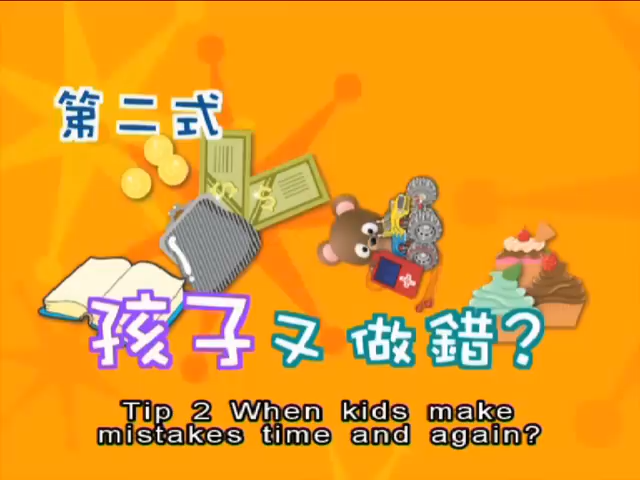 第二式
孩子又做錯?
Tip 2 When kids make
mistakes time and again?